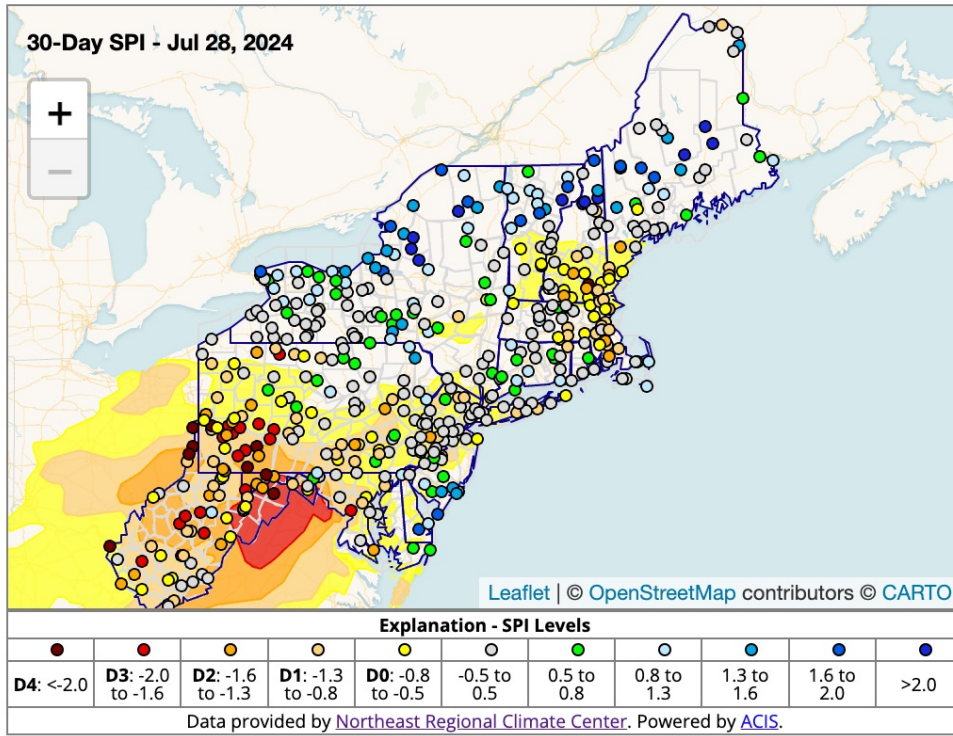 30-Day SPI - Jul 28, 2024
+
−
Leaflet | © OpenStreetMap contributors © CARTO
Explanation - SPI Levels
D4: <-2.0
D3: -2.0
to -1.6
D2: -1.6
to -1.3
D1: -1.3
to -0.8
D0: -0.8
to -0.5
-0.5 to
0.5
0.5 to
0.8
0.8 to
1.3
1.3 to
1.6
1.6 to
2.0
>2.0
Data provided by Northeast Regional Climate Center. Powered by ACIS.